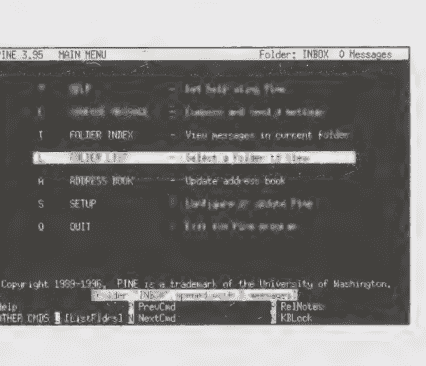 PINE 3.95 MAIN MENU Folder: INBOX 0 Messages
HELP - Get help using Pine
COMPOSE MESSAGE - Compose and send a message
I FOLDER INDEX - View messages in current folder
L FOLDER LIST - Select a folder to view
A ADDRESS BOOK - Update address book
S SETUP - Configure or update Pine
Q QUIT - Exit the Pine program
Copyright 1989-1996. PINE is a trademark of the University of Washington.
Folder "INBOX" opened with 0 messages
Help PrevCmd RelNotes
OTHER CMDS L [ListFldrs] NextCmd KBLock